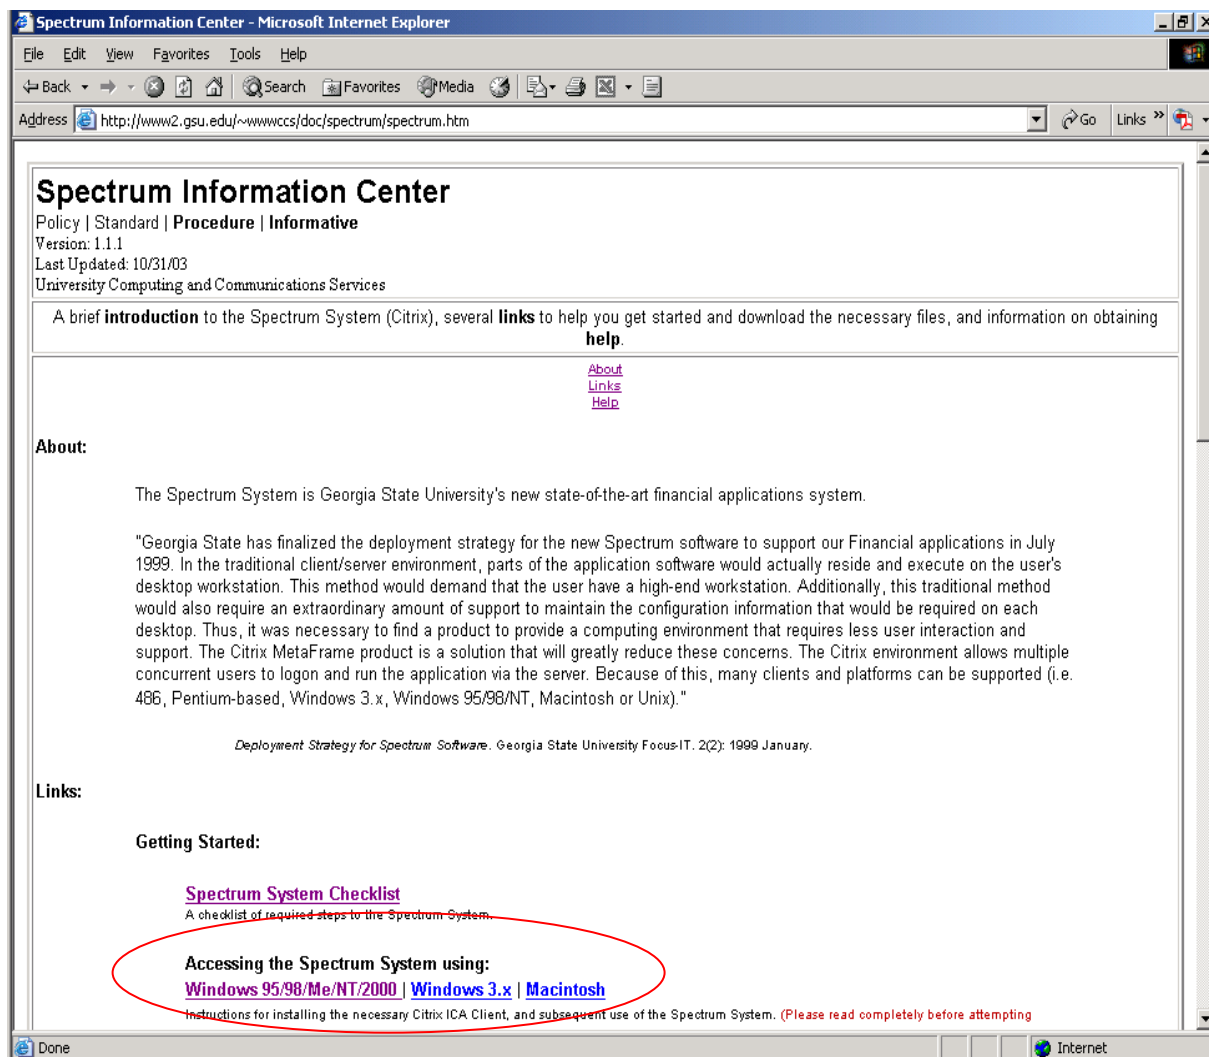 Spectrum Information Center - Microsoft Internet Explorer
File Edit View Favorites Tools Help
Back Search Favorites Media
Address http://www2.gsu.edu/~wwwccs/doc/spectrum/spectrum.htm Go Links »
Spectrum Information Center
Policy | Standard | Procedure | Informative
Version: 1.1.1
Last Updated: 10/31/03
University Computing and Communications Services
A brief introduction to the Spectrum System (Citrix), several links to help you get started and download the necessary files, and information on obtaining
help.
About
Links
Help
About:
The Spectrum System is Georgia State University's new state-of-the-art financial applications system.
"Georgia State has finalized the deployment strategy for the new Spectrum software to support our Financial applications in July
1999. In the traditional client/server environment, parts of the application software would actually reside and execute on the user's
desktop workstation. This method would demand that the user have a high-end workstation. Additionally, this traditional method
would also require an extraordinary amount of support to maintain the configuration information that would be required on each
desktop. Thus, it was necessary to find a product to provide a computing environment that requires less user interaction and
support. The Citrix MetaFrame product is a solution that will greatly reduce these concerns. The Citrix environment allows multiple
concurrent users to logon and run the application via the server. Because of this, many clients and platforms can be supported (i.e.
486, Pentium-based, Windows 3.x, Windows 95/98/NT, Macintosh or Unix)."
Deployment Strategy for Spectrum Software. Georgia State University Focus-IT. 2(2): 1999 January.
Links:
Getting Started:
Spectrum System Checklist
A checklist of required steps to the Spectrum System.
Accessing the Spectrum System using:
Windows 95/98/Me/NT/2000 | Windows 3.x | Macintosh
Instructions for installing the necessary Citrix ICA Client, and subsequent use of the Spectrum System. (Please read completely before attempting
Done Internet